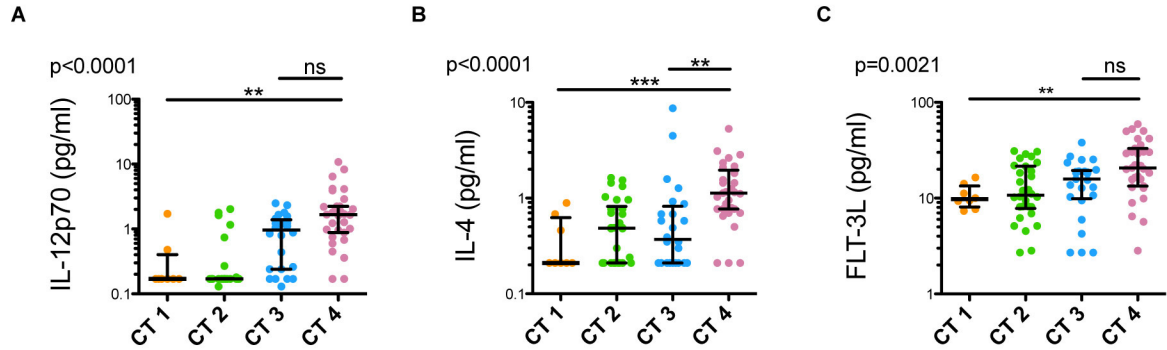 A
p<0.0001
ns
**
IL-12p70 (pg/ml)
100
10
1
0.1
CT 1
CT 2
CT 3
CT 4
B
p<0.0001
**
***
IL-4 (pg/ml)
10
1
0.1
CT 1
CT 2
CT 3
CT 4
C
p=0.0021
ns
**
FLT-3L (pg/ml)
100
10
1
CT 1
CT 2
CT 3
CT 4